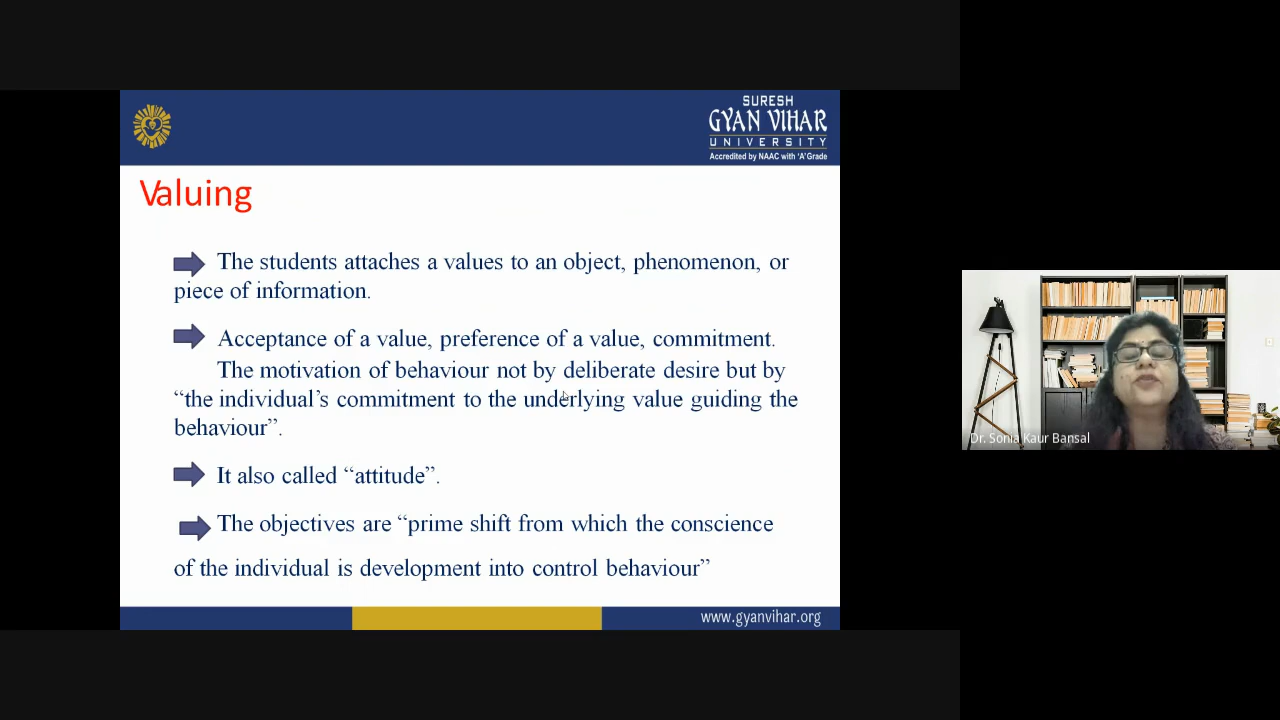 SURESH
GYAN VIHAR
UNIVERSITY
Accredited by NAAC with 'A' Grade
Valuing
The students attaches a values to an object, phenomenon, or
piece of information.
Acceptance of a value, preference of a value, commitment.
The motivation of behaviour not by deliberate desire but by
“the individual’s commitment to the underlying value guiding the
behaviour”.
It also called “attitude”.
The objectives are “prime shift from which the conscience
of the individual is development into control behaviour”
www.gyanvihar.org
Dr. Sonia Kaur Bansal